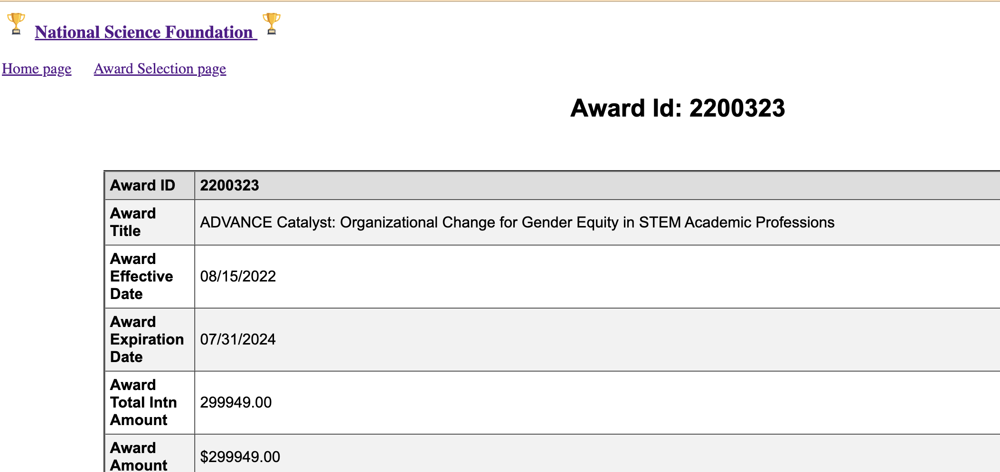 National Science Foundation
Home page Award Selection page
Award Id: 2200323
Award ID 2200323
Award
Title
ADVANCE Catalyst: Organizational Change for Gender Equity in STEM Academic Professions
Award
Effective
Date
08/15/2022
Award
Expiration
Date
07/31/2024
Award
Total Intn
Amount
299949.00
Award
Amount
$299949.00